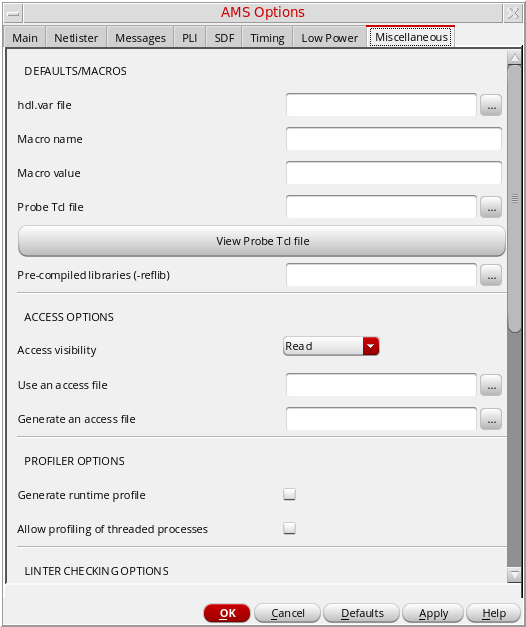 AMS Options
Main Netlister Messages PLI SDF Timing Low Power Miscellaneous
DEFAULTS/MACROS
hdl.var file ...
Macro name
Macro value
Probe Tcl file ...
View Probe Tcl file
Pre-compiled libraries (-reflib) ...
ACCESS OPTIONS
Access visibility Read
Use an access file ...
Generate an access file ...
PROFILER OPTIONS
Generate runtime profile
Allow profiling of threaded processes
LINTER CHECKING OPTIONS
OK Cancel Defaults Apply Help